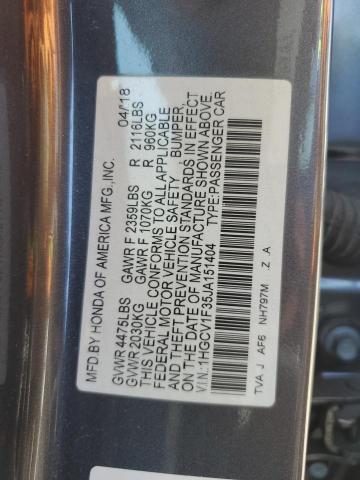 MFD BY HONDA OF AMERICA MFG.,INC. 04/18
GVWR 4475LBS GAWR F 2359LBS R 2116LBS
GVWR 2030KG GAWR F 1070KG R 960KG
THIS VEHICLE CONFORMS TO ALL APPLICABLE
FEDERAL MOTOR VEHICLE SAFETY BUMPER,
AND THEFT PREVENTION STANDARDS IN EFFECT
ON THE DATE OF MANUFACTURE SHOWN ABOVE.
V.I.N.:1HGCV1F35JA151404 TYPE:PASSENGER CAR
TVA J AF6 NH797M .Z .A